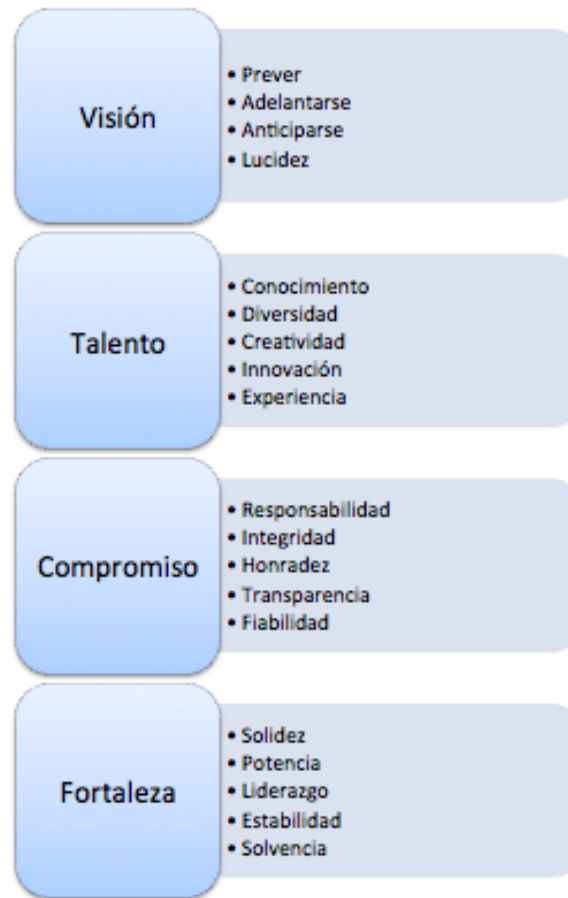 Visión
• Prever
• Adelantarse
• Anticiparse
• Lucidez
Talento
• Conocimiento
• Diversidad
• Creatividad
• Innovación
• Experiencia
Compromiso
• Responsabilidad
• Integridad
• Honradez
• Transparencia
• Fiabilidad
Fortaleza
• Solidez
• Potencia
• Liderazgo
• Estabilidad
• Solvencia